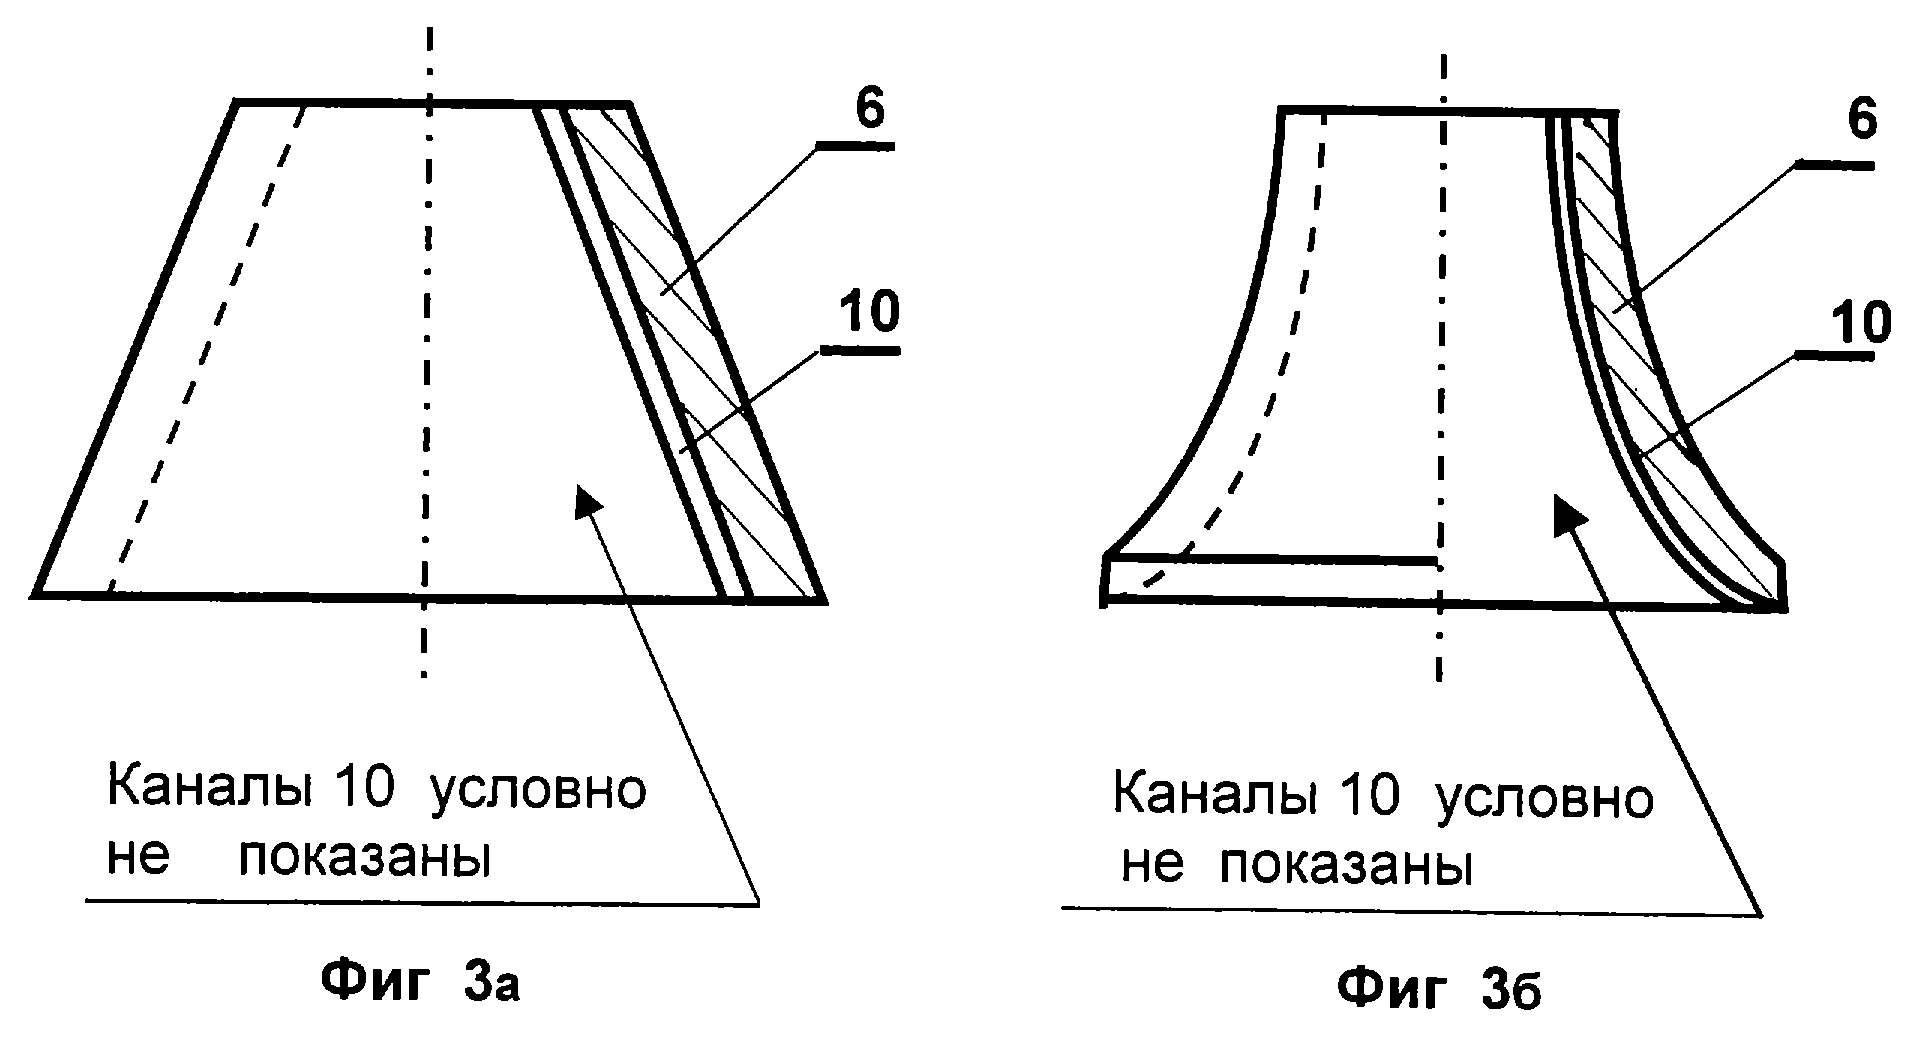 6
10
Каналы 10 условно
не показаны
Фиг 3а
6
10
Каналы 10 условно
не показаны
Фиг 3б